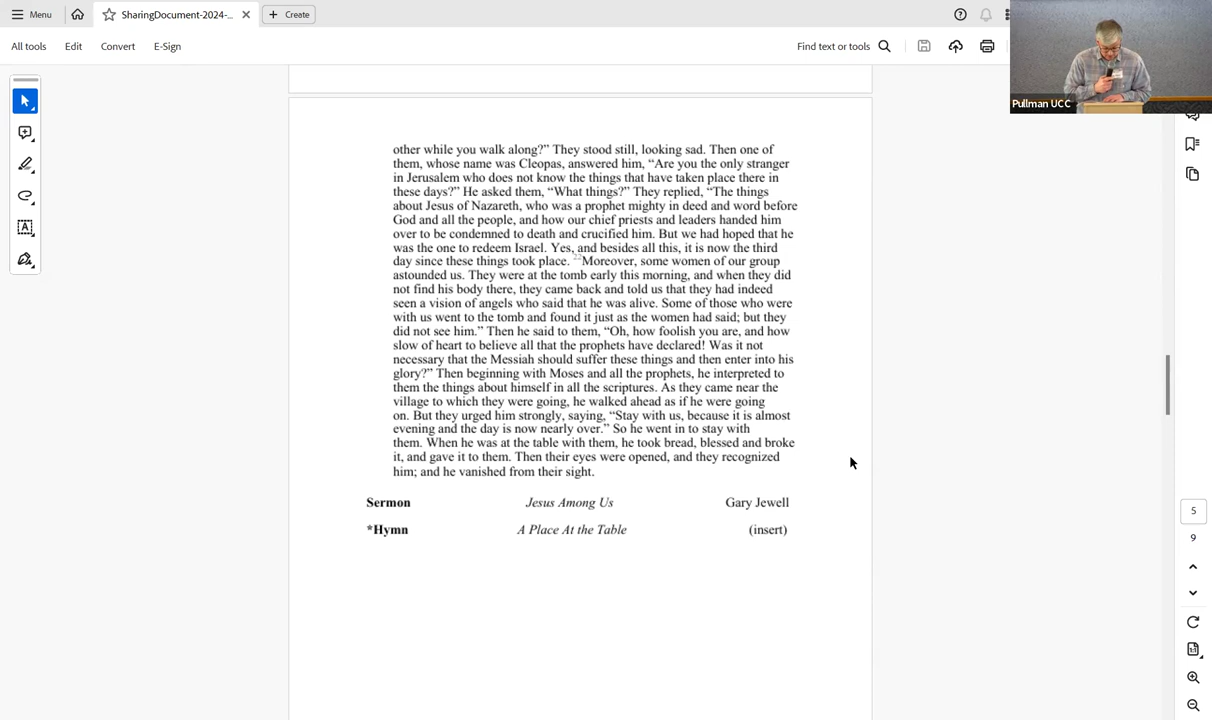 Menu
SharingDocument-2024-...
Create
All tools
Edit
Convert
E-Sign
Find text or tools
Pullman UCC
other while you walk along?” They stood still, looking sad. Then one of
them, whose name was Cleopas, answered him, “Are you the only stranger
in Jerusalem who does not know the things that have taken place there in
these days?” He asked them, “What things?” They replied, “The things
about Jesus of Nazareth, who was a prophet mighty in deed and word before
God and all the people, and how our chief priests and leaders handed him
over to be condemned to death and crucified him. But we had hoped that he
was the one to redeem Israel. Yes, and besides all this, it is now the third
day since these things took place. 22Moreover, some women of our group
astounded us. They were at the tomb early this morning, and when they did
not find his body there, they came back and told us that they had indeed
seen a vision of angels who said that he was alive. Some of those who were
with us went to the tomb and found it just as the women had said; but they
did not see him.” Then he said to them, “Oh, how foolish you are, and how
slow of heart to believe all that the prophets have declared! Was it not
necessary that the Messiah should suffer these things and then enter into his
glory?” Then beginning with Moses and all the prophets, he interpreted to
them the things about himself in all the scriptures. As they came near the
village to which they were going, he walked ahead as if he were going
on. But they urged him strongly, saying, “Stay with us, because it is almost
evening and the day is now nearly over.” So he went in to stay with
them. When he was at the table with them, he took bread, blessed and broke
it, and gave it to them. Then their eyes were opened, and they recognized
him; and he vanished from their sight.
Sermon Jesus Among Us Gary Jewell
*Hymn A Place At the Table (insert)
5
9